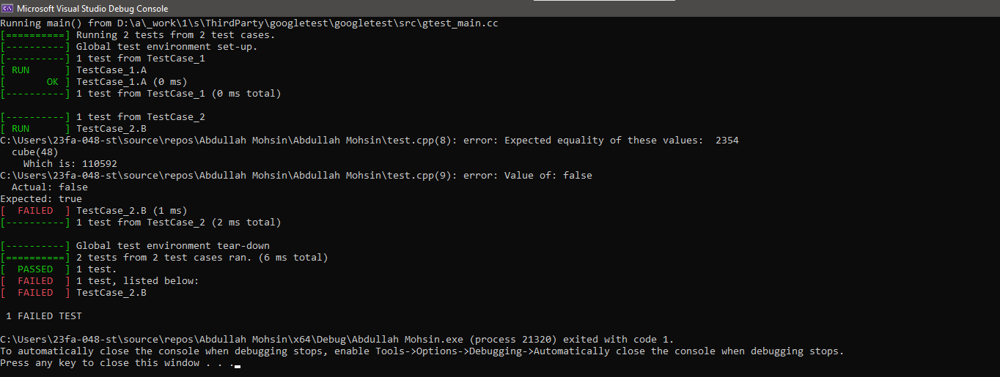 Microsoft Visual Studio Debug Console
Running main() from D:\a\_work\1\s\ThirdParty\googletest\googletest\src\gtest_main.cc
[==========] Running 2 tests from 2 test cases.
[----------] Global test environment set-up.
[----------] 1 test from TestCase_1
[ RUN      ] TestCase_1.A
[       OK ] TestCase_1.A (0 ms)
[----------] 1 test from TestCase_1 (0 ms total)

[----------] 1 test from TestCase_2
[ RUN      ] TestCase_2.B
C:\Users\23fa-048-st\source\repos\Abdullah Mohsin\Abdullah Mohsin\test.cpp(8): error: Expected equality of these values:  2354
  cube(48)
    Which is: 110592
C:\Users\23fa-048-st\source\repos\Abdullah Mohsin\Abdullah Mohsin\test.cpp(9): error: Value of: false
  Actual: false
Expected: true
[  FAILED  ] TestCase_2.B (1 ms)
[----------] 1 test from TestCase_2 (2 ms total)

[----------] Global test environment tear-down
[==========] 2 tests from 2 test cases ran. (6 ms total)
[  PASSED  ] 1 test.
[  FAILED  ] 1 test, listed below:
[  FAILED  ] TestCase_2.B

 1 FAILED TEST

C:\Users\23fa-048-st\source\repos\Abdullah Mohsin\x64\Debug\Abdullah Mohsin.exe (process 21320) exited with code 1.
To automatically close the console when debugging stops, enable Tools->Options->Debugging->Automatically close the console when debugging stops.
Press any key to close this window . . .